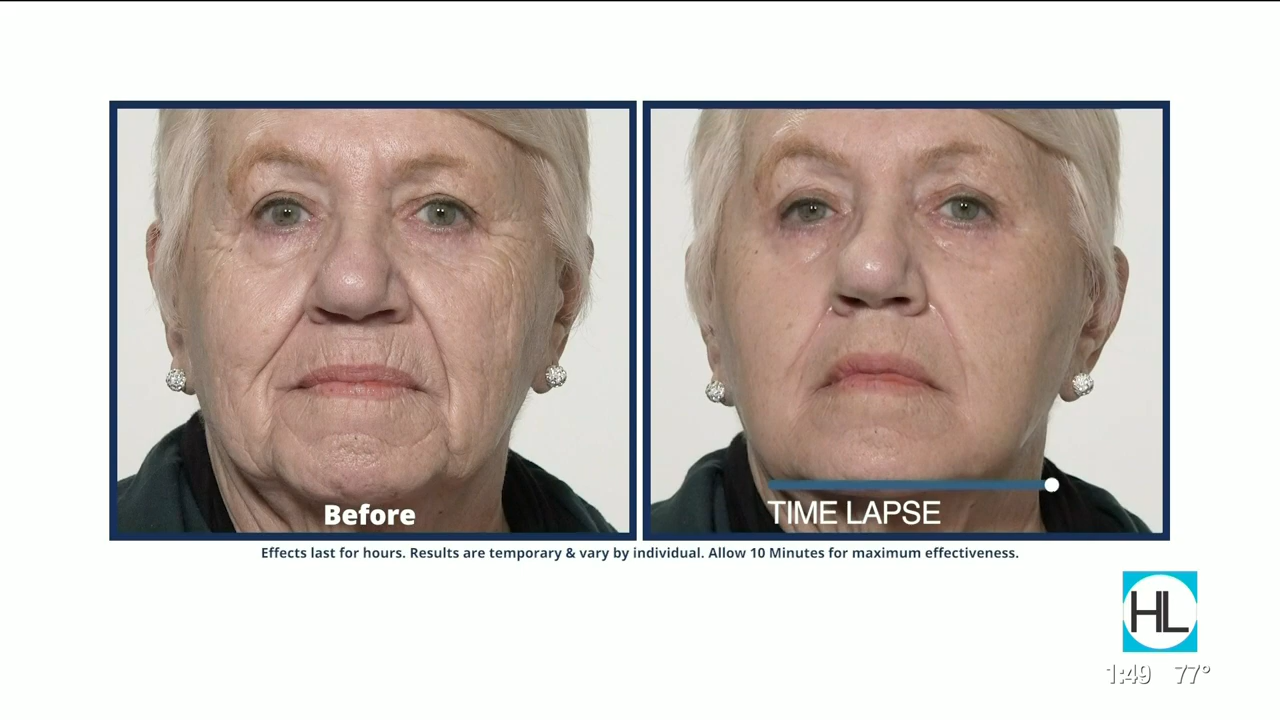 Before
TIME LAPSE
Effects last for hours. Results are temporary & vary by individual. Allow 10 Minutes for maximum effectiveness.
HL
1:49 77°